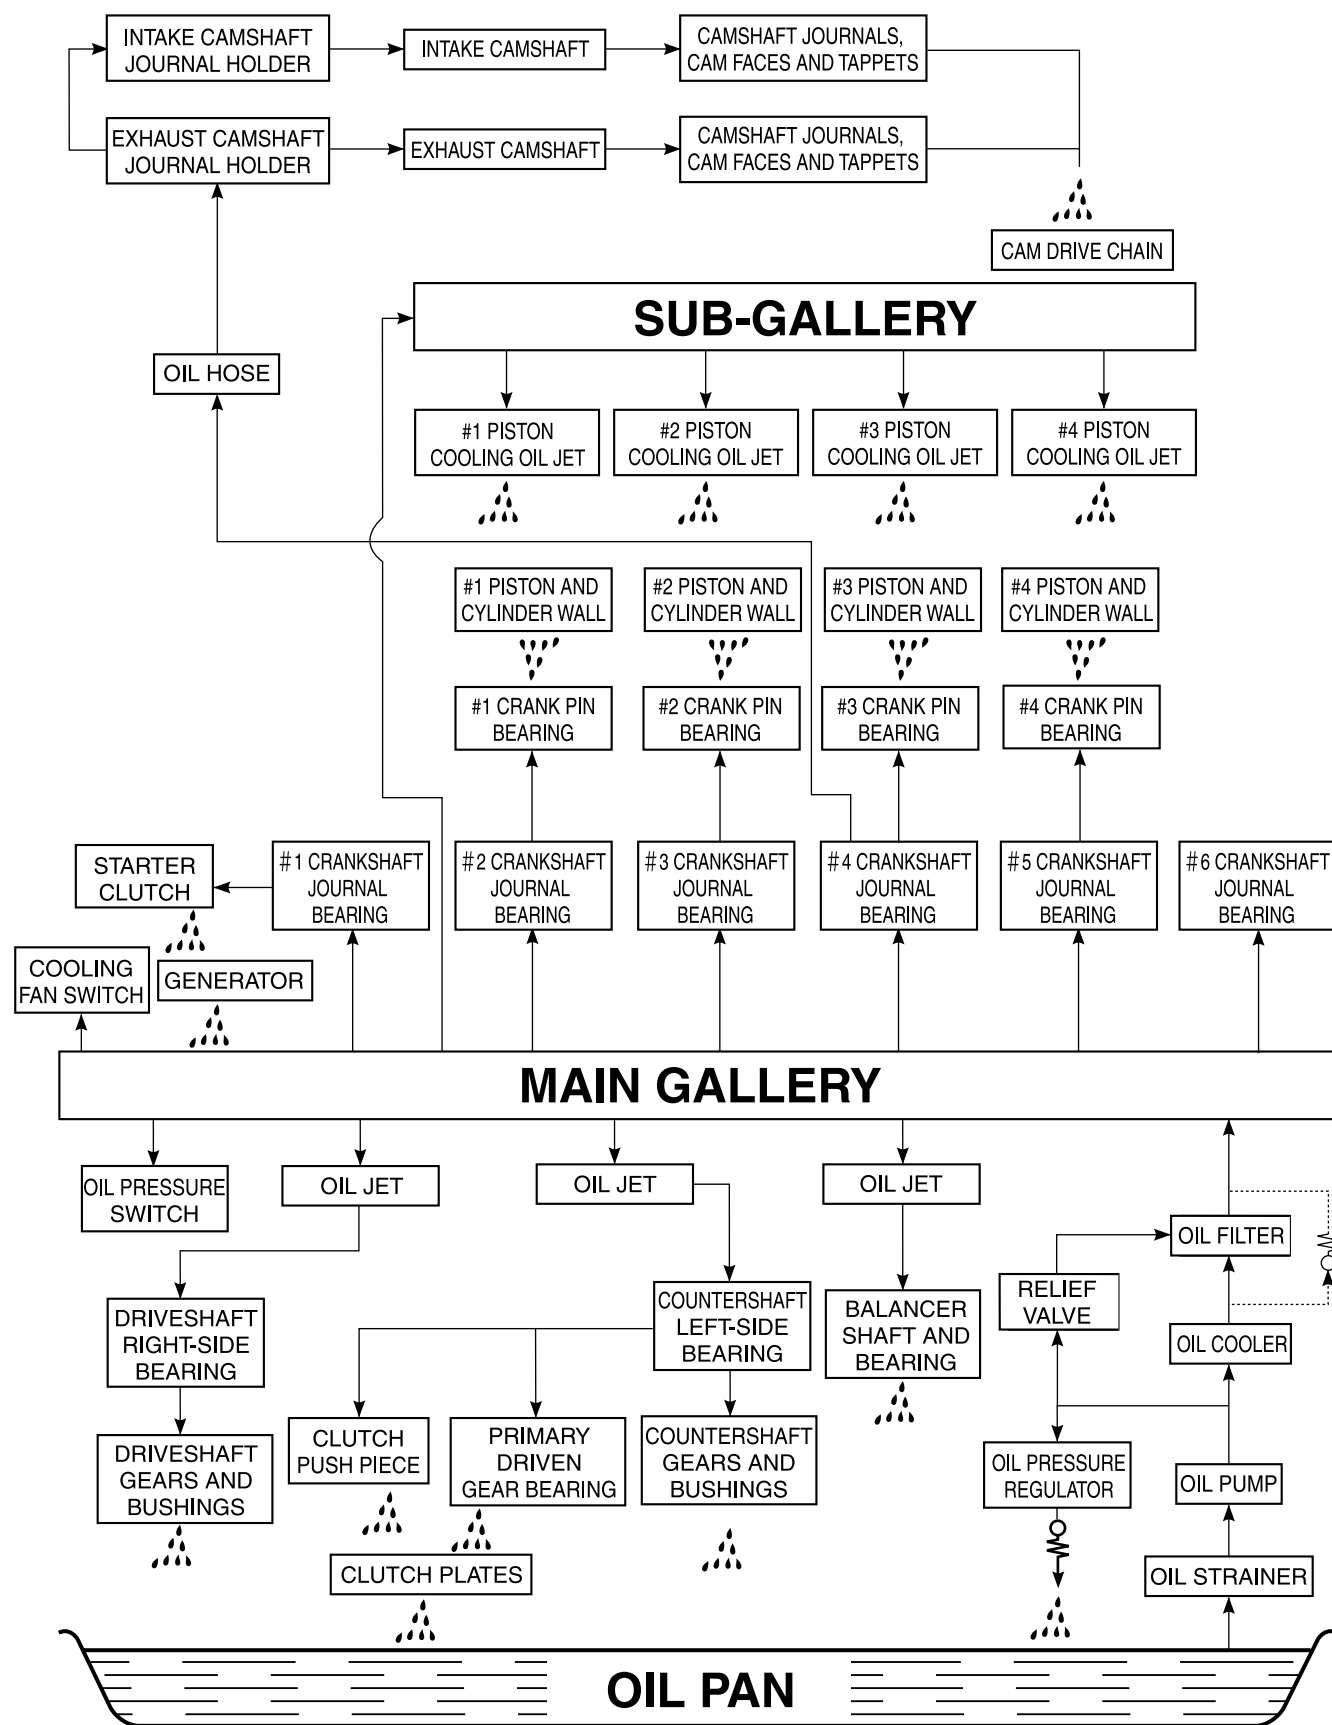 INTAKE CAMSHAFT
JOURNAL HOLDER
INTAKE CAMSHAFT
CAMSHAFT JOURNALS,
CAM FACES AND TAPPETS
EXHAUST CAMSHAFT
JOURNAL HOLDER
EXHAUST CAMSHAFT
CAMSHAFT JOURNALS,
CAM FACES AND TAPPETS
CAM DRIVE CHAIN
SUB-GALLERY
OIL HOSE
#1 PISTON
COOLING OIL JET
#2 PISTON
COOLING OIL JET
#3 PISTON
COOLING OIL JET
#4 PISTON
COOLING OIL JET
#1 PISTON AND
CYLINDER WALL
#2 PISTON AND
CYLINDER WALL
#3 PISTON AND
CYLINDER WALL
#4 PISTON AND
CYLINDER WALL
#1 CRANK PIN
BEARING
#2 CRANK PIN
BEARING
#3 CRANK PIN
BEARING
#4 CRANK PIN
BEARING
STARTER
CLUTCH
#1 CRANKSHAFT
JOURNAL
BEARING
#2 CRANKSHAFT
JOURNAL
BEARING
#3 CRANKSHAFT
JOURNAL
BEARING
#4 CRANKSHAFT
JOURNAL
BEARING
#5 CRANKSHAFT
JOURNAL
BEARING
#6 CRANKSHAFT
JOURNAL
BEARING
COOLING
FAN SWITCH
GENERATOR
MAIN GALLERY
OIL PRESSURE
SWITCH
OIL JET
OIL JET
OIL JET
OIL FILTER
DRIVESHAFT
RIGHT-SIDE
BEARING
COUNTERSHAFT
LEFT-SIDE
BEARING
BALANCER
SHAFT AND
BEARING
RELIEF
VALVE
OIL COOLER
DRIVESHAFT
GEARS AND
BUSHINGS
CLUTCH
PUSH PIECE
PRIMARY
DRIVEN
GEAR BEARING
COUNTERSHAFT
GEARS AND
BUSHINGS
OIL PRESSURE
REGULATOR
OIL PUMP
CLUTCH PLATES
OIL STRAINER
OIL PAN